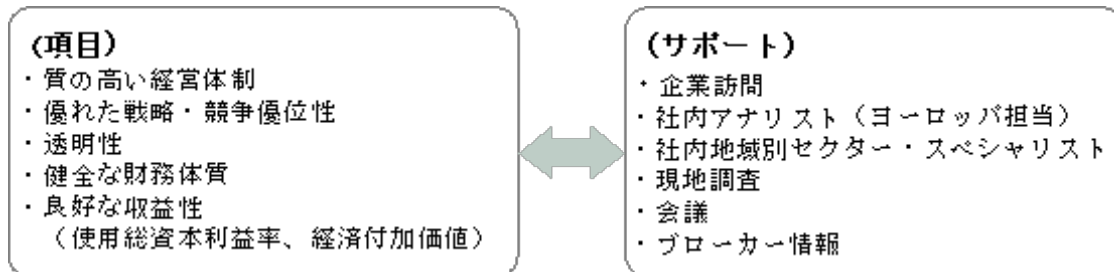 (項目)
・質の高い経営体制
・優れた戦略・競争優位性
・透明性
・健全な財務体質
・良好な収益性
(使用総資本利益率、経済付加価値)
(サポート)
・企業訪問
・社内アナリスト(ヨーロッパ担当)
・社内地域別セクター・スペシャリスト
・現地調査
・会議
・ブローカー情報